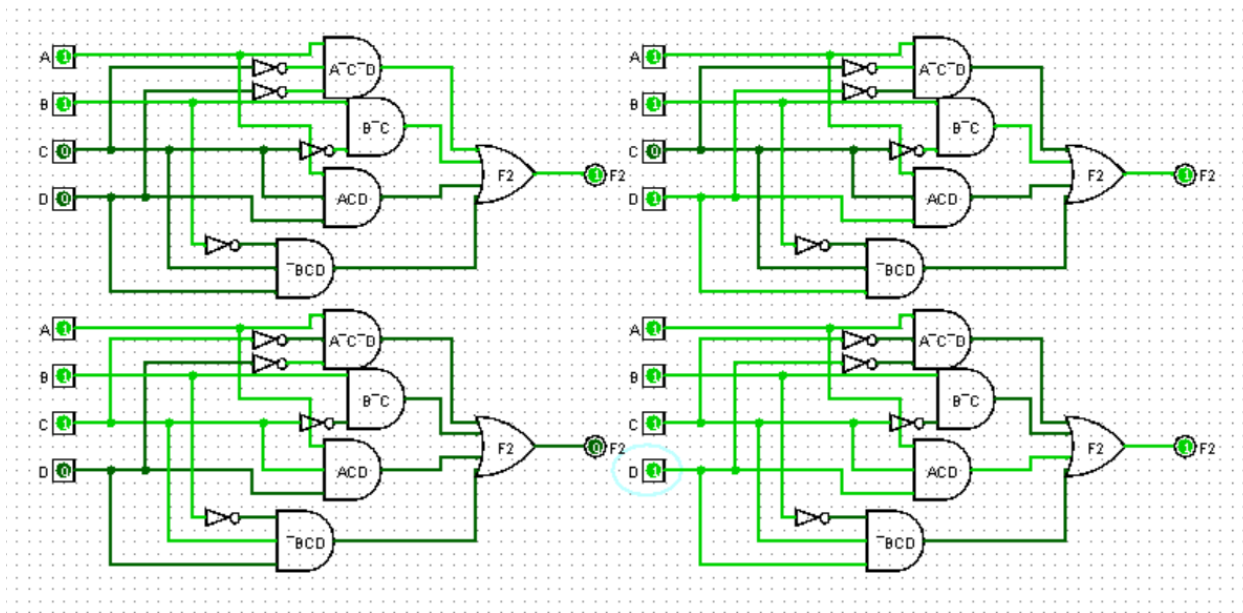 A 1 A¯C¯D
B 1 B¯C
C 0 F2 1 F2
D 0 ACD
¯BCD
A 1 A¯C¯D
B 1 B¯C
C 0 F2 1 F2
D 1 ACD
¯BCD
A 1 A¯C¯D
B 1 B¯C
C 1 F2 0 F2
D 0 ACD
¯BCD
A 1 A¯C¯D
B 1 B¯C
C 1 F2 1 F2
D 1 ACD
¯BCD